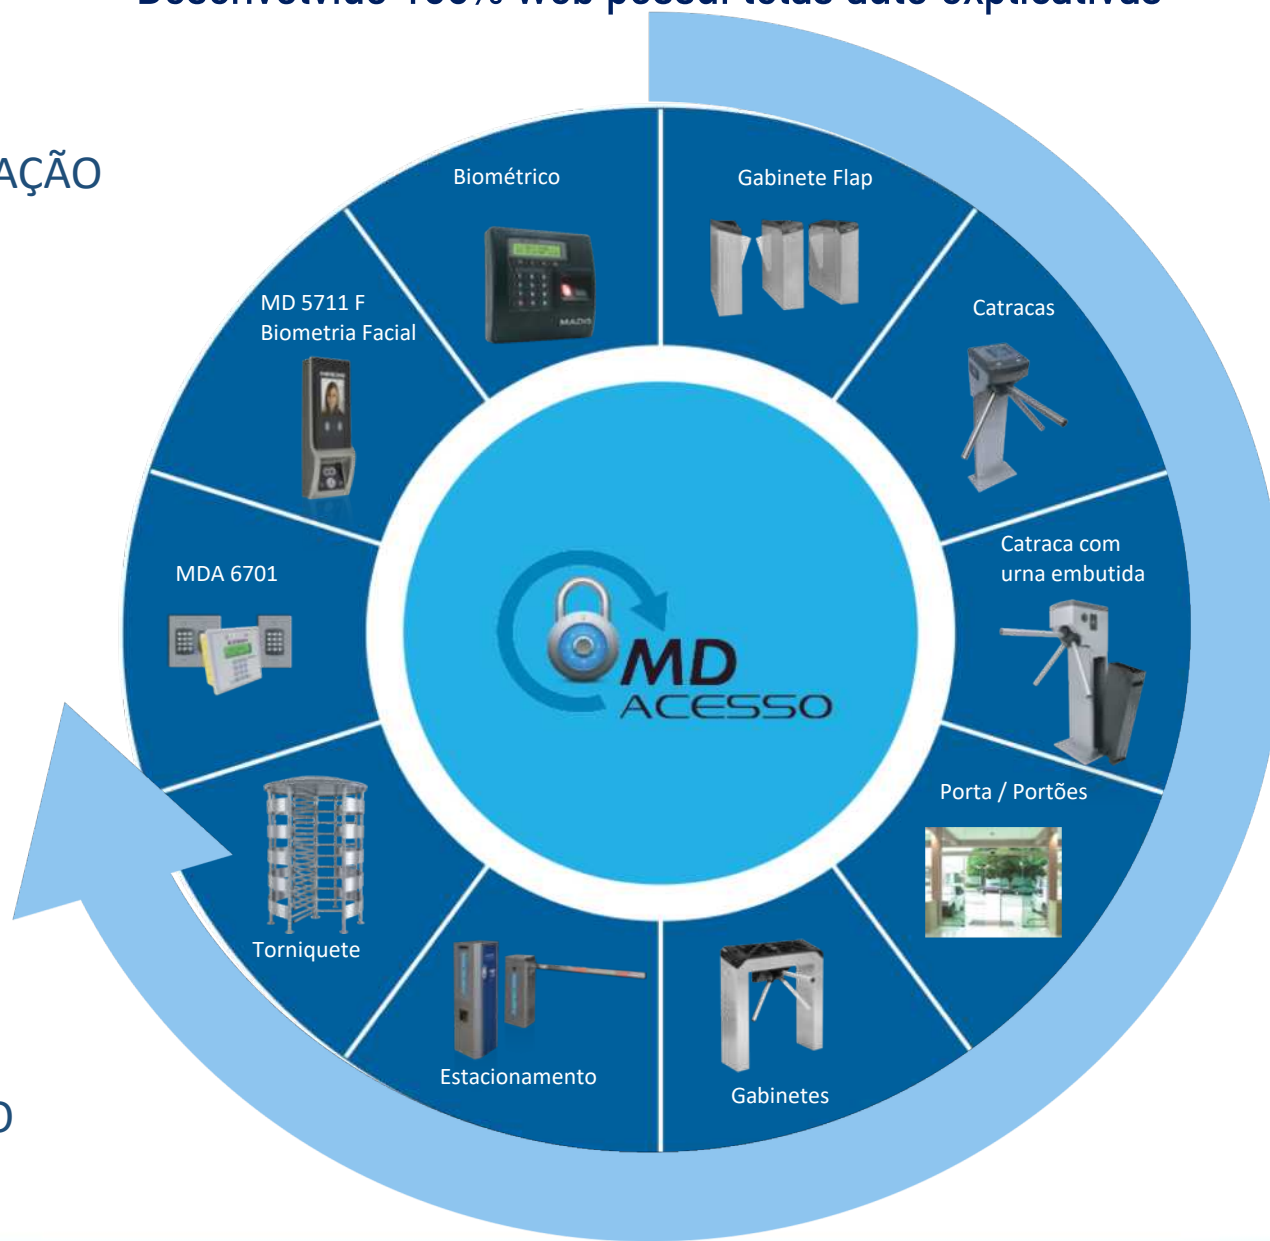 AÇÃO
Biométrico
Gabinete Flap
MD 5711 F
Biometria Facial
Catracas
Catraca com
urna embutida
MDA 6701
MADIS
MD
ACESSO
Porta / Portões
Torniquete
Estacionamento
Gabinetes
O